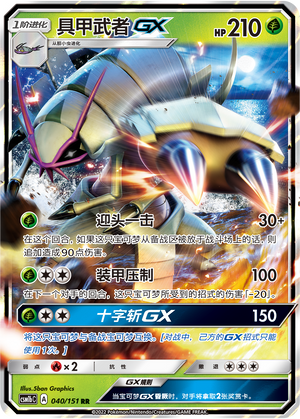 1阶进化
具甲武者GX
HP210
从胆小虫进化
迎头一击 30+
在这个回合，如果这只宝可梦从备战区被放于战斗场上的话，则
追加造成90点伤害。
装甲压制 100
在下一个对手的回合，这只宝可梦所受到的招式的伤害「-20」。
十字斩GX 150
将这只宝可梦与备战宝可梦互换。[对战中，己方的GX招式只能
使用1次。]
弱点 ×2 抵抗力 撤退
Illus.5ban Graphics
GX规则
csm1bC A 040/151 RR
当宝可梦GX昏厥时，对手将拿取2张奖赏卡。
©2022 Pokémon/Nintendo/Creatures/GAME FREAK.